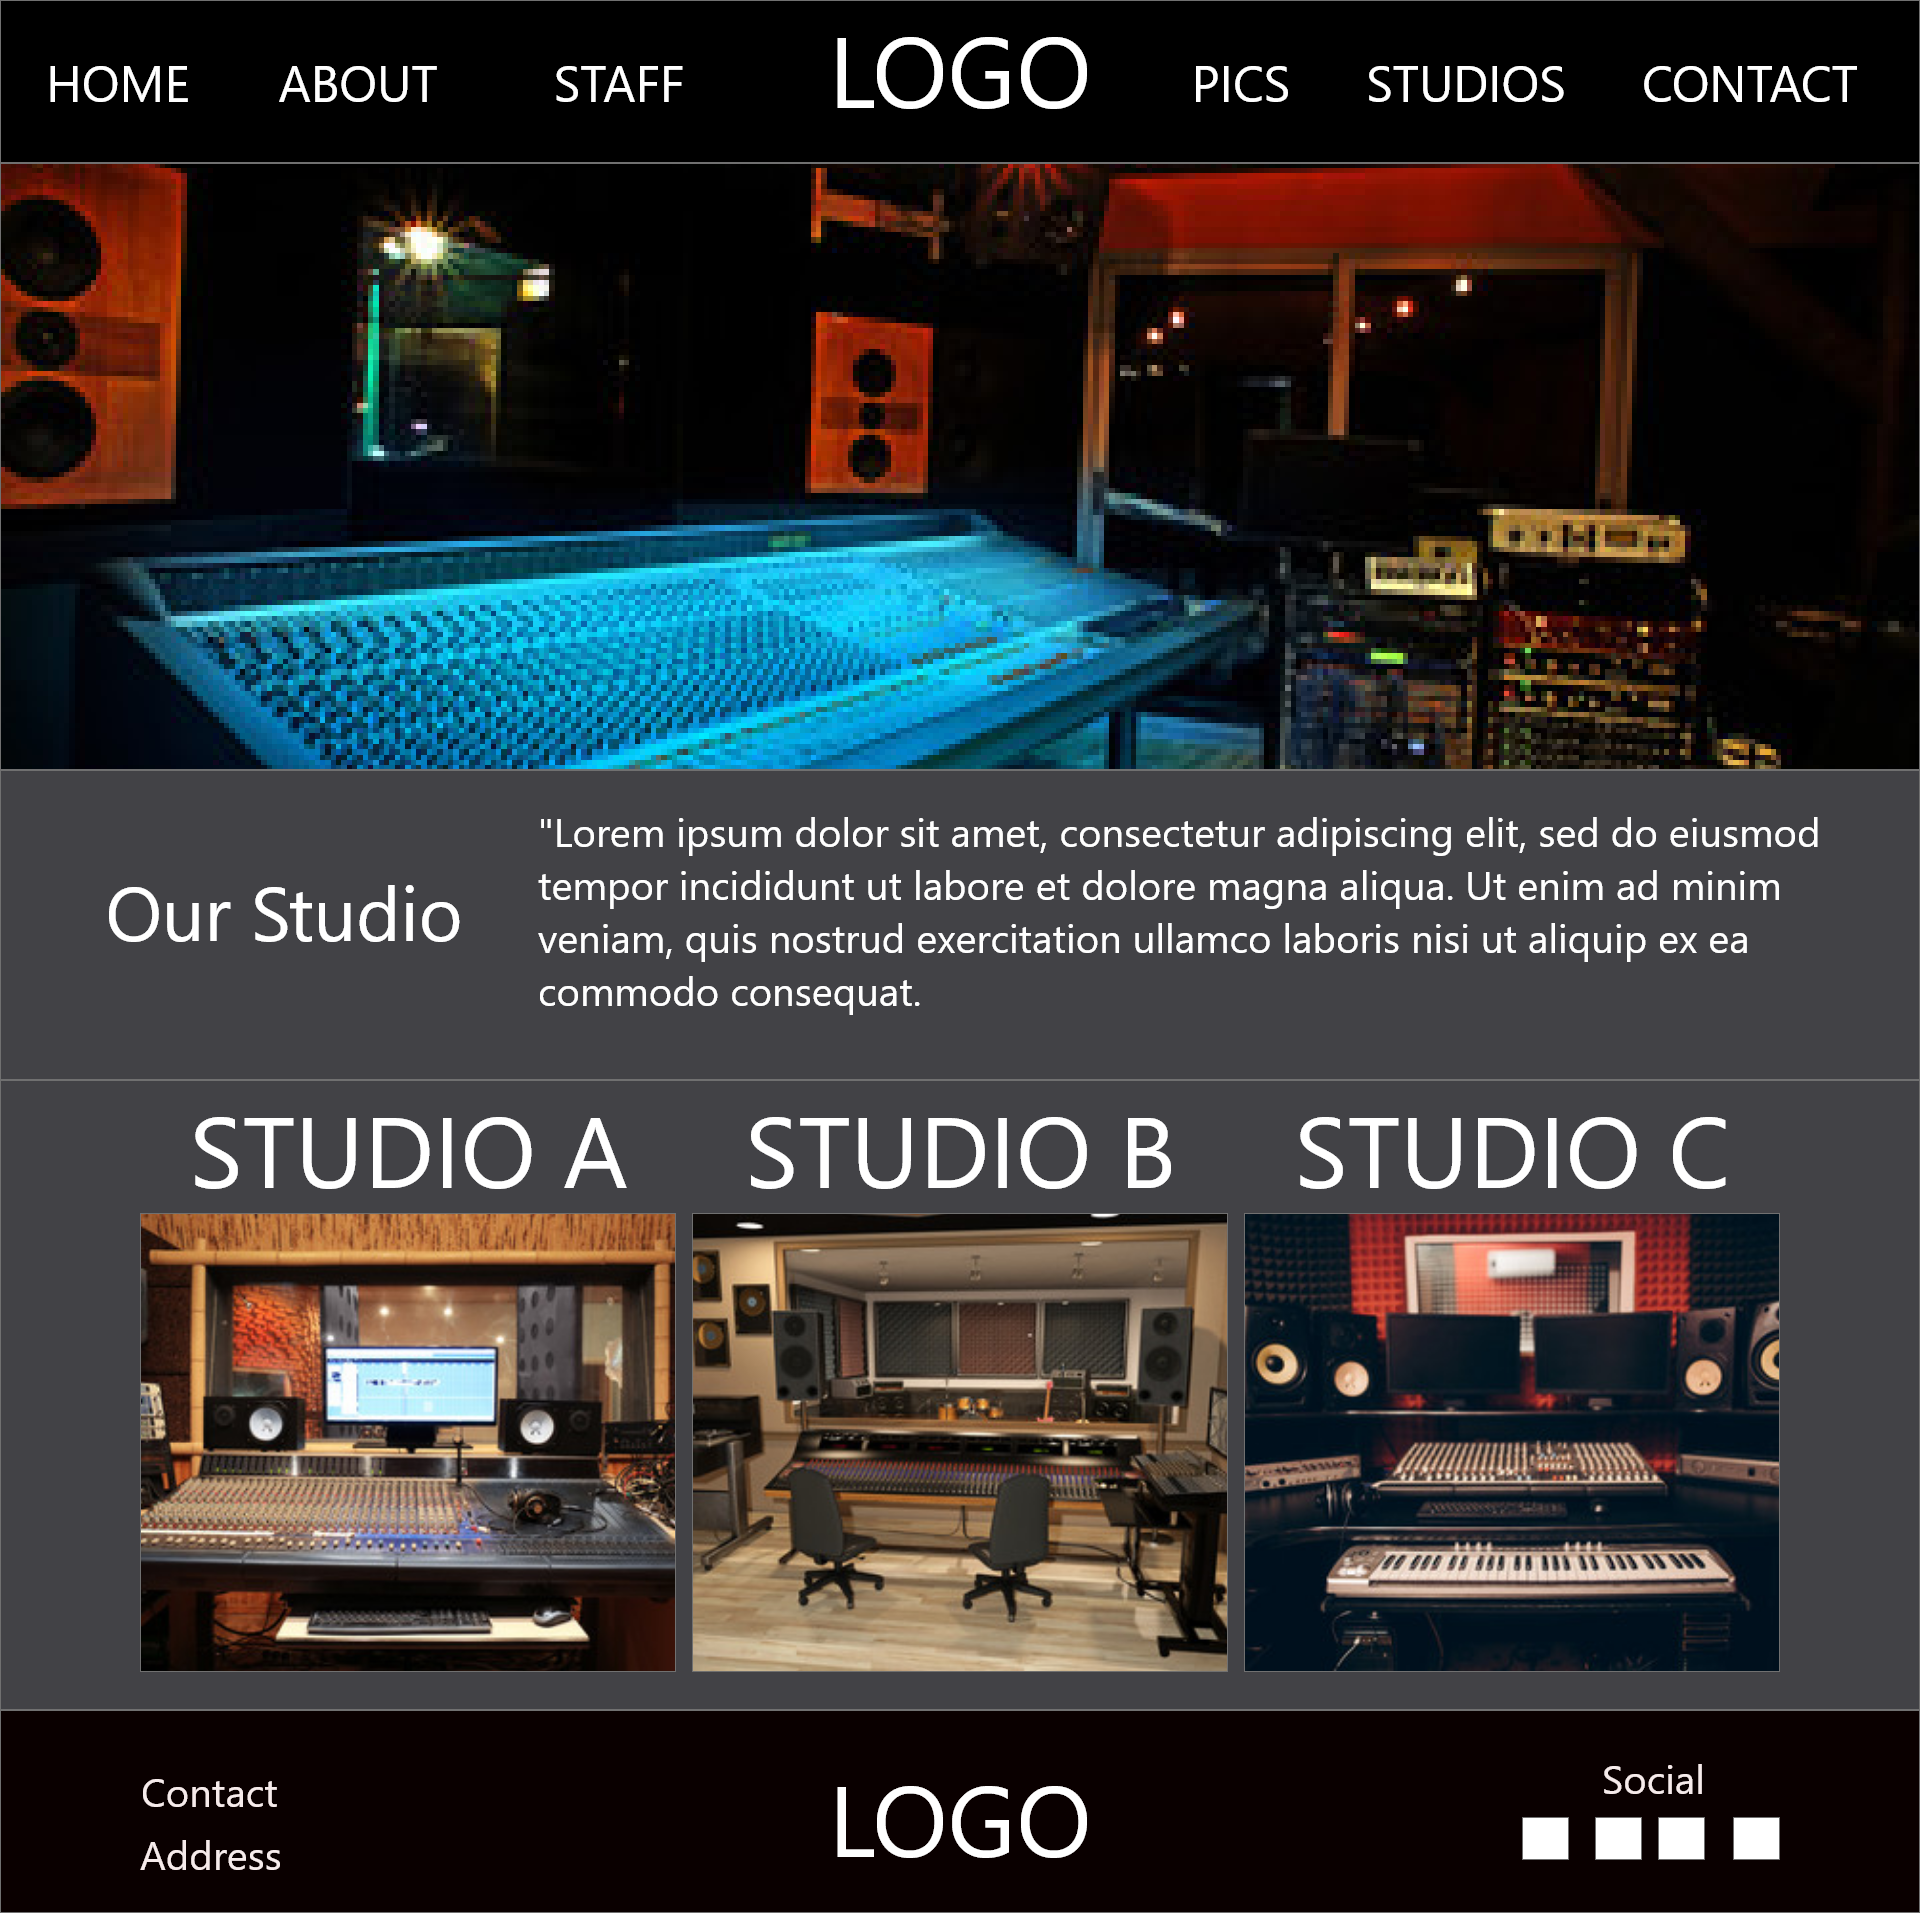 HOME ABOUT STAFF LOGO PICS STUDIOS CONTACT
Our Studio
"Lorem ipsum dolor sit amet, consectetur adipiscing elit, sed do eiusmod
tempor incididunt ut labore et dolore magna aliqua. Ut enim ad minim
veniam, quis nostrud exercitation ullamco laboris nisi ut aliquip ex ea
commodo consequat.
STUDIO A STUDIO B STUDIO C
Contact
Address
LOGO
Social